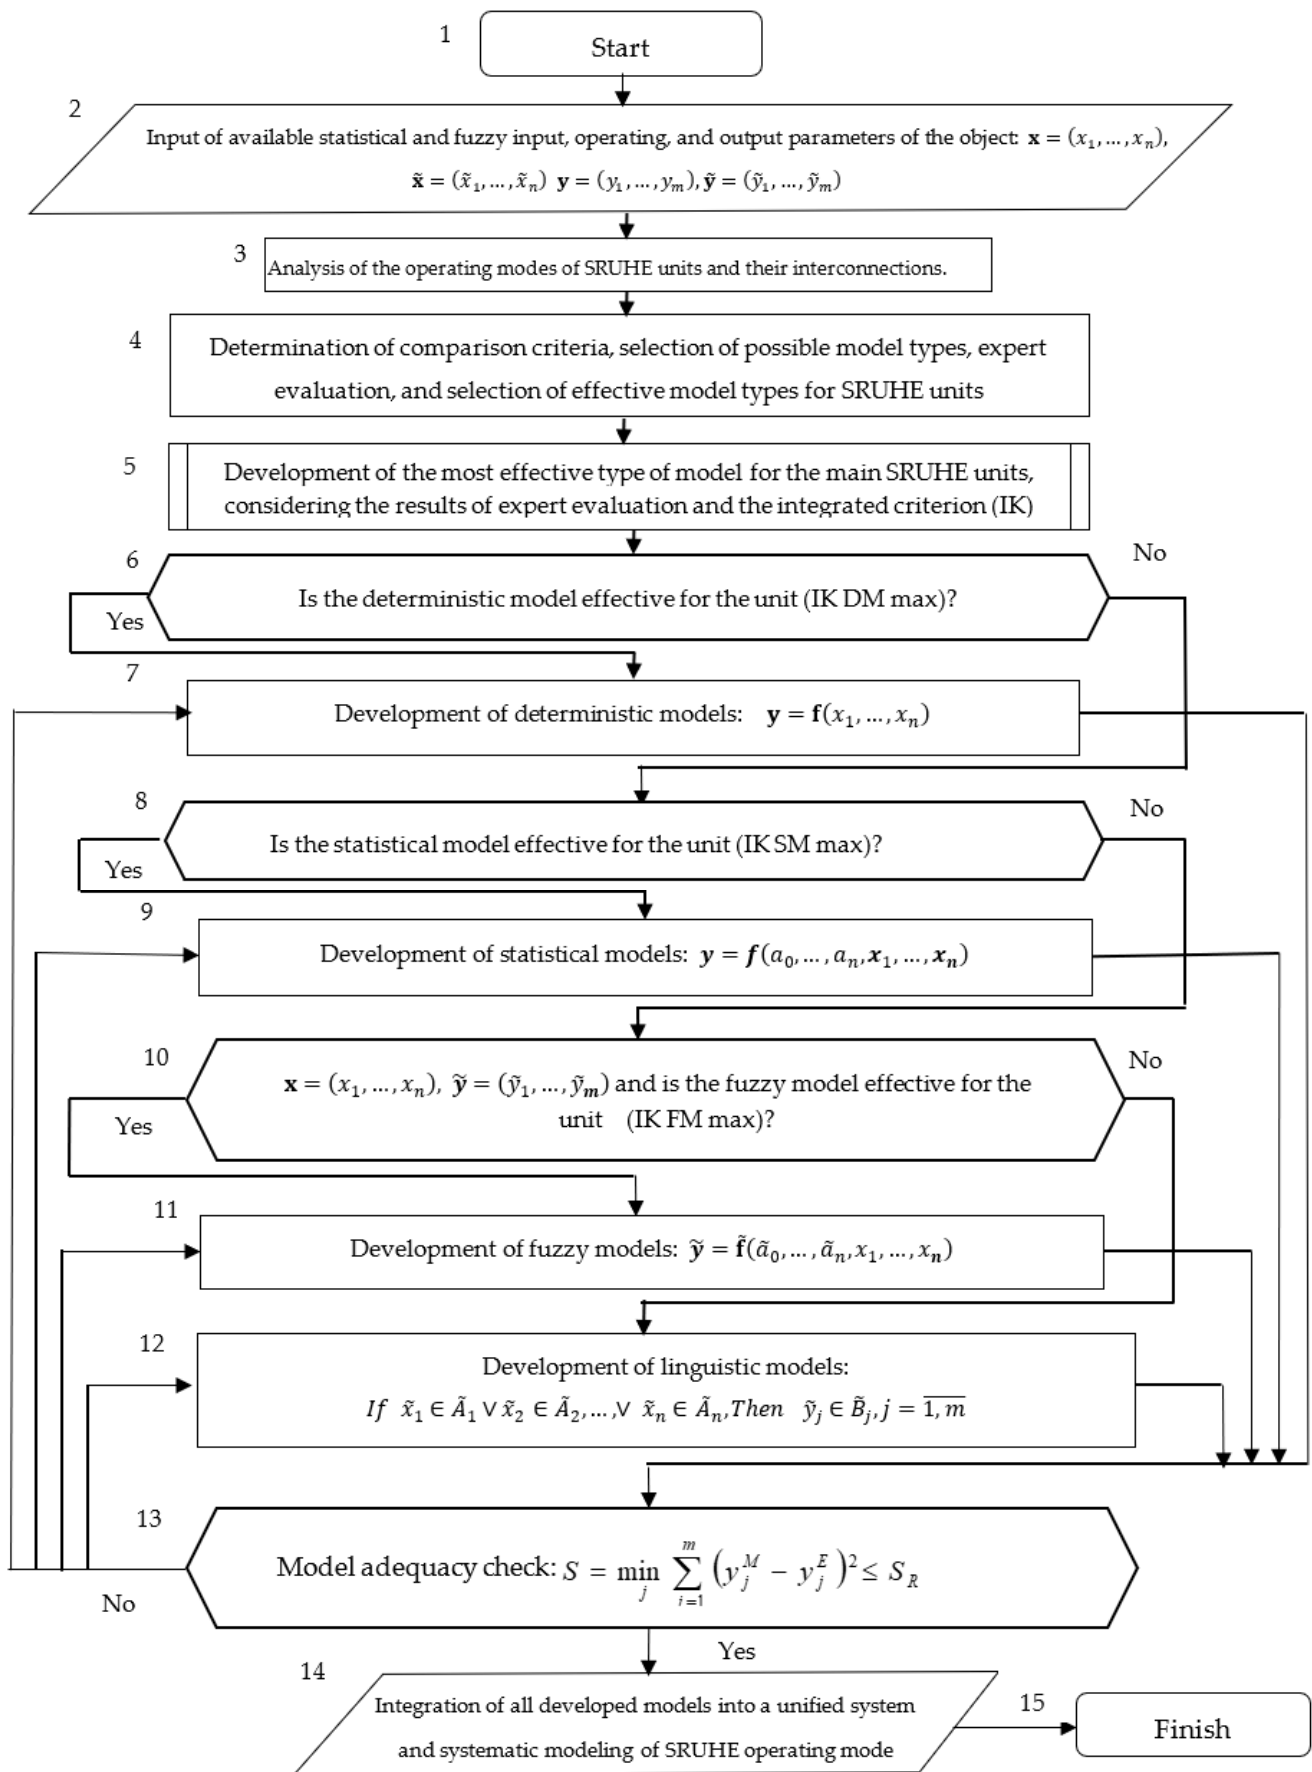 1
Start
2
Input of available statistical and fuzzy input, operating, and output parameters of the object: 𝐱 = (x₁, ..., xₙ),
x̃ = (x̃₁, ..., x̃ₙ) 𝐲 = (y₁, ..., yₘ), ỹ = (ỹ₁, ..., ỹₘ)
3
Analysis of the operating modes of SRUHE units and their interconnections.
4
Determination of comparison criteria, selection of possible model types, expert
evaluation, and selection of effective model types for SRUHE units
5
Development of the most effective type of model for the main SRUHE units,
considering the results of expert evaluation and the integrated criterion (IK)
6
No
Is the deterministic model effective for the unit (IK DM max)?
Yes
7
Development of deterministic models: 𝐲 = 𝐟(x₁, ..., xₙ)
8
No
Is the statistical model effective for the unit (IK SM max)?
Yes
9
Development of statistical models: 𝒚 = 𝒇(a₀, ..., aₙ, 𝒙₁, ..., 𝒙ₙ)
10
No
𝐱 = (x₁, ..., xₙ), ỹ = (ỹ₁, ..., ỹₘ) and is the fuzzy model effective for the
unit (IK FM max)?
Yes
11
Development of fuzzy models: ỹ = f̃(ã₀, ..., ãₙ, x₁, ..., xₙ)
12
Development of linguistic models:
If x̃₁ ∈ Ã₁ ∨ x̃₂ ∈ Ã₂, ..., ∨ x̃ₙ ∈ Ãₙ, Then ỹⱼ ∈ B̃ⱼ, j = \overline{1, m}
13
Model adequacy check: S = min_j ∑_{i=1}^{m} (y_j^M − y_j^E)² ≤ S_R
No
Yes
14
Integration of all developed models into a unified system
and systematic modeling of SRUHE operating mode
15
Finish